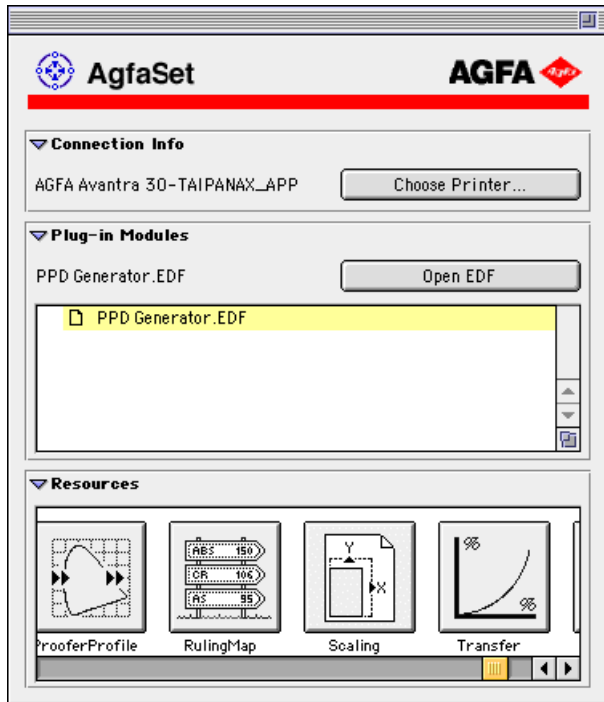 AgfaSet
AGFA
Agfa
Connection Info
AGFA Avantra 30-TAIPANAX_APP
Choose Printer...
Plug-in Modules
PPD Generator.EDF
Open EDF
PPD Generator.EDF
Resources
ABS 150
CR 106
AS 95
Y
X
%
%
ProoferProfile
RulingMap
Scaling
Transfer